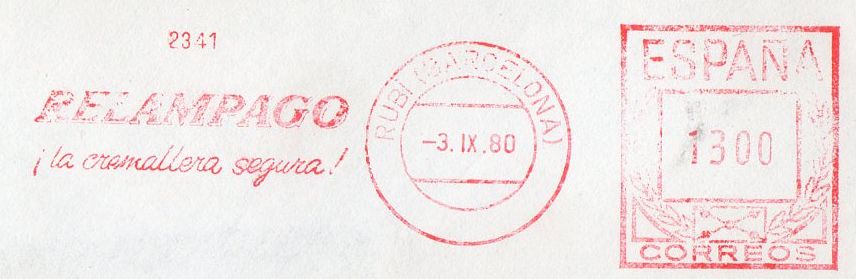 2341
RELAMPAGO
¡la cremallera segura!
RUBI (BARCELONA)
-3. IX. 80
ESPAÑA
1300
CORREOS